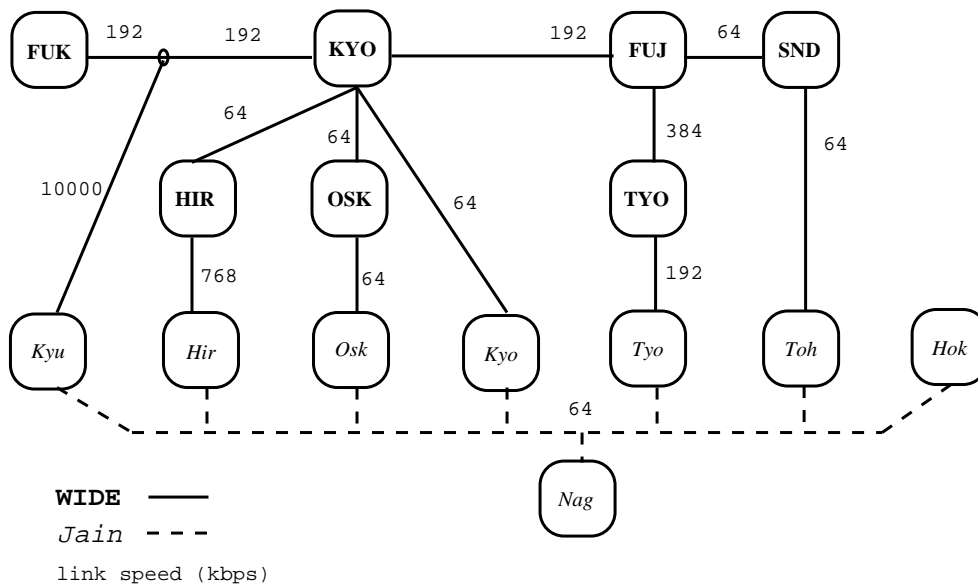 192 192 192 64
FUK KYO FUJ SND
64 64 384 64
10000 HIR OSK 64 TYO
768 64 192
Kyu Hir Osk Kyo Tyo Toh Hok
64
Nag
WIDE
Jain
link speed (kbps)